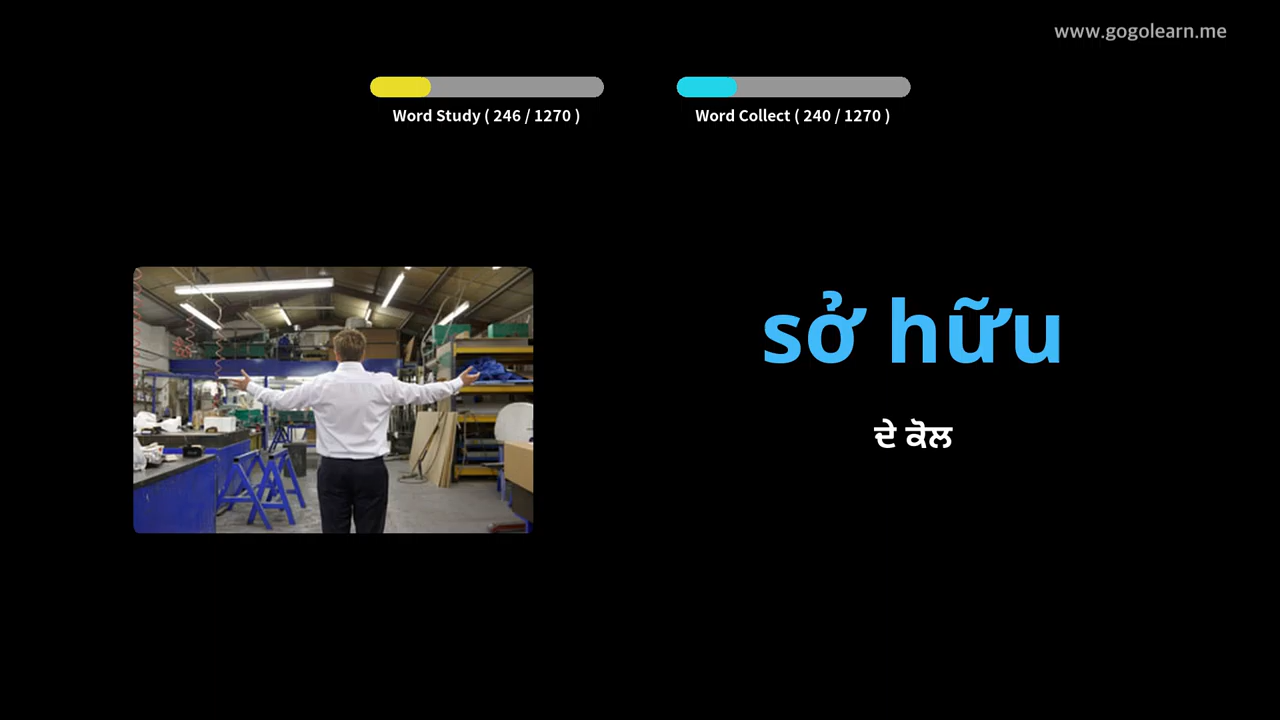 www.gogolearn.me
Word Study ( 246 / 1270 )
Word Collect ( 240 / 1270 )
sở hữu
ਦੇ ਕੋਲ